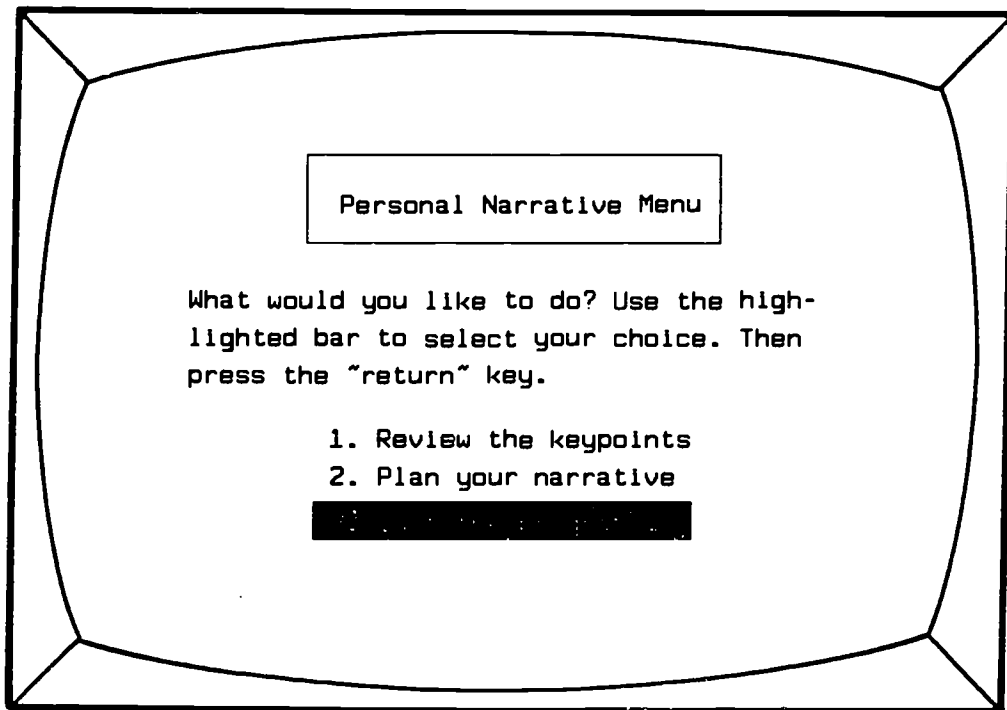 Personal Narrative Menu
What would you like to do? Use the high-
lighted bar to select your choice. Then
press the "return" key.
1. Review the keypoints
2. Plan your narrative